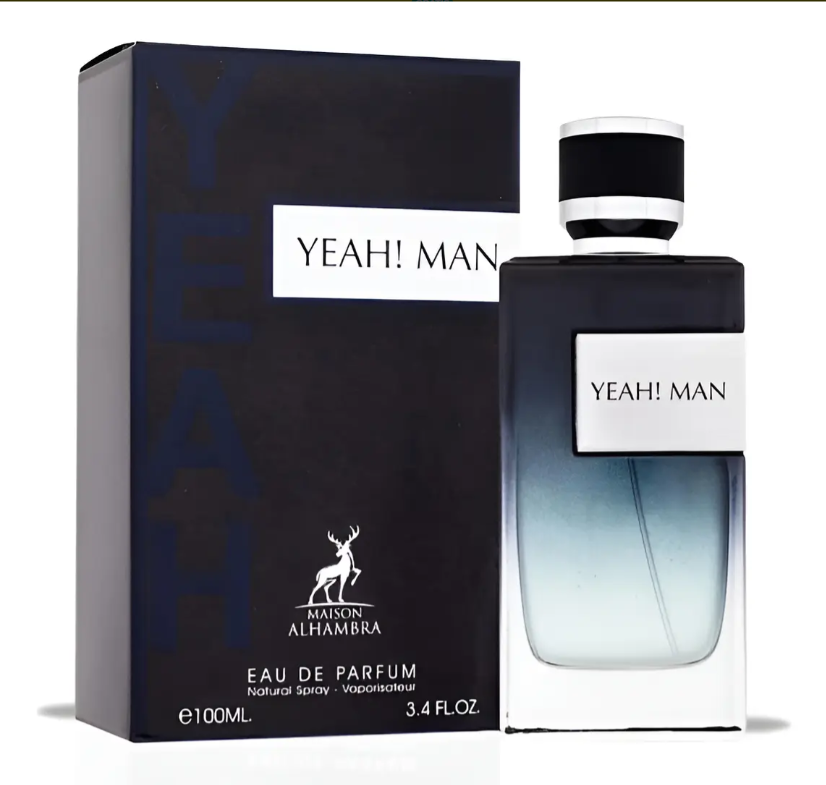 YEAH
YEAH! MAN
MAISON
ALHAMBRA
EAU DE PARFUM
Natural Spray - Vaporisateur
e100ML.
3.4 FL.OZ.
YEAH! MAN